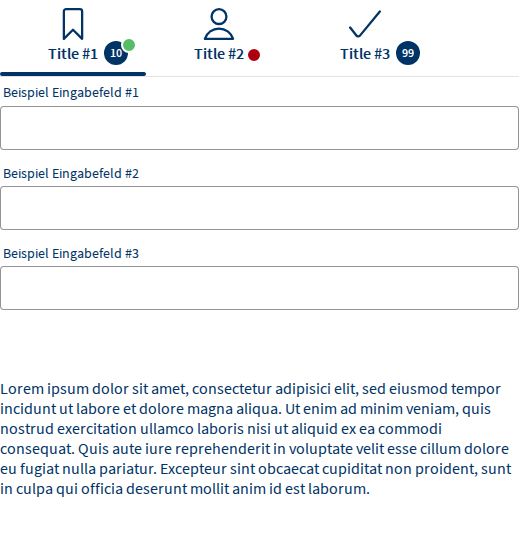 Title #1 10 Title #2 Title #3 99
Beispiel Eingabefeld #1
Beispiel Eingabefeld #2
Beispiel Eingabefeld #3
Lorem ipsum dolor sit amet, consectetur adipisici elit, sed eiusmod tempor
incidunt ut labore et dolore magna aliqua. Ut enim ad minim veniam, quis
nostrud exercitation ullamco laboris nisi ut aliquid ex ea commodi
consequat. Quis aute iure reprehenderit in voluptate velit esse cillum dolore
eu fugiat nulla pariatur. Excepteur sint obcaecat cupiditat non proident, sunt
in culpa qui officia deserunt mollit anim id est laborum.